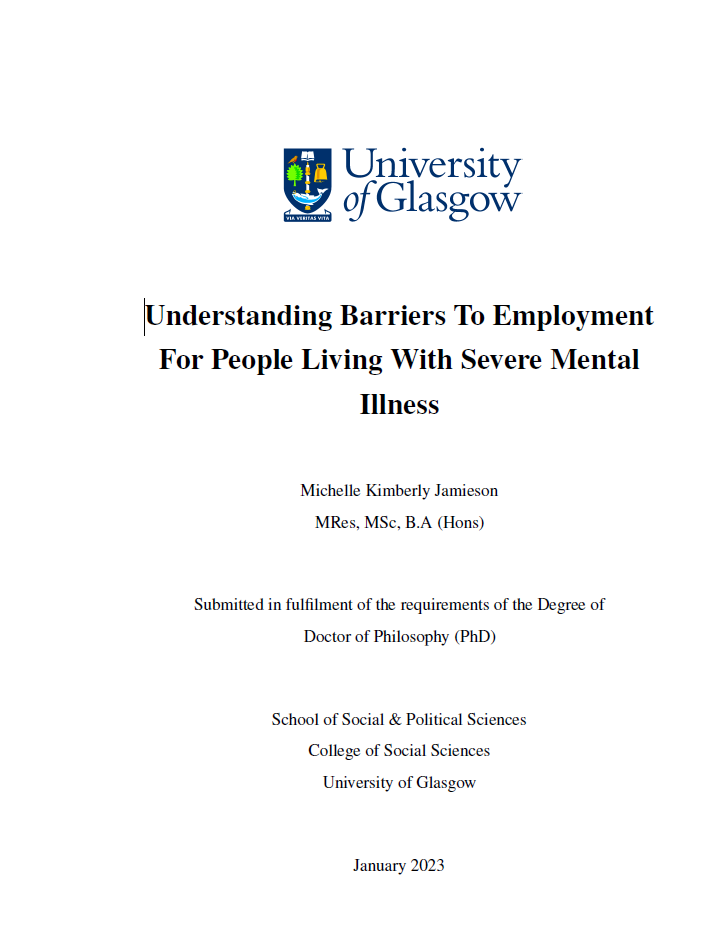 University
of Glasgow
VIA VERITAS VITA
Understanding Barriers To Employment
For People Living With Severe Mental
Illness
Michelle Kimberly Jamieson
MRes, MSc, B.A (Hons)
Submitted in fulfilment of the requirements of the Degree of
Doctor of Philosophy (PhD)
School of Social & Political Sciences
College of Social Sciences
University of Glasgow
January 2023